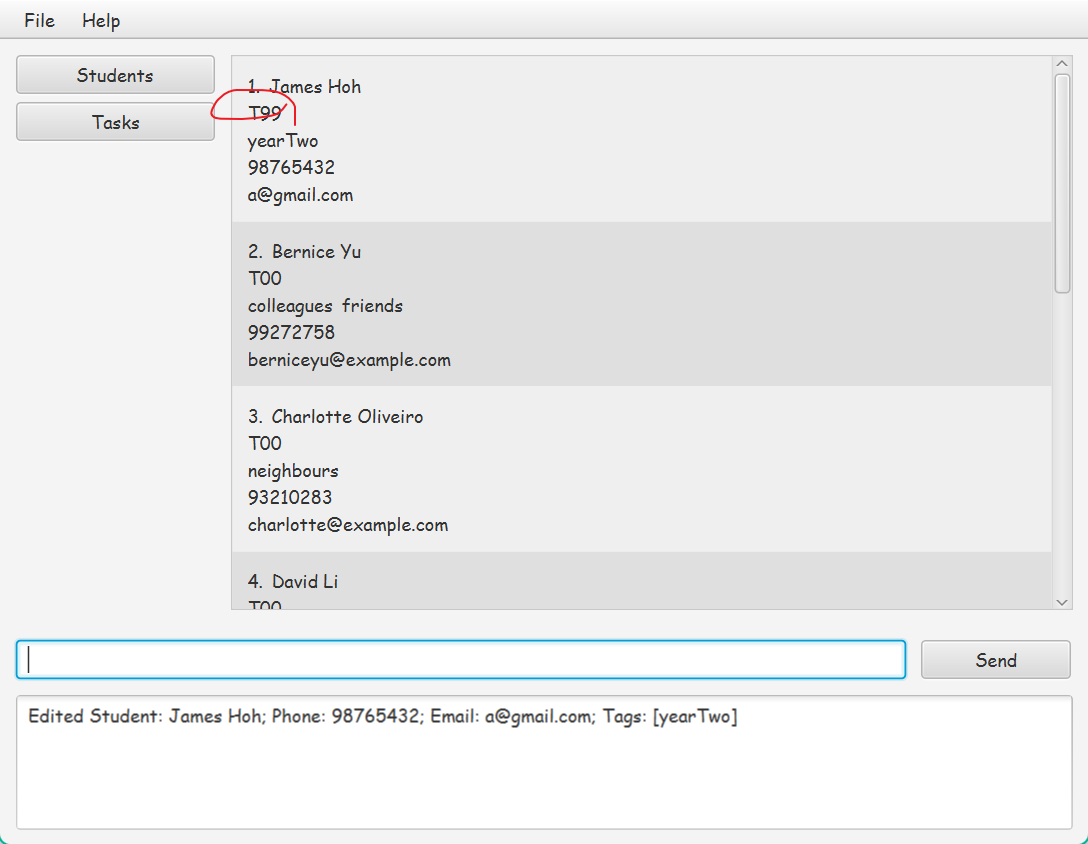 File Help
Students
Tasks
1. James Hoh
T99
yearTwo
98765432
a@gmail.com
2. Bernice Yu
T00
colleagues friends
99272758
berniceyu@example.com
3. Charlotte Oliveiro
T00
neighbours
93210283
charlotte@example.com
4. David Li
T00
Send
Edited Student: James Hoh; Phone: 98765432; Email: a@gmail.com; Tags: [yearTwo]